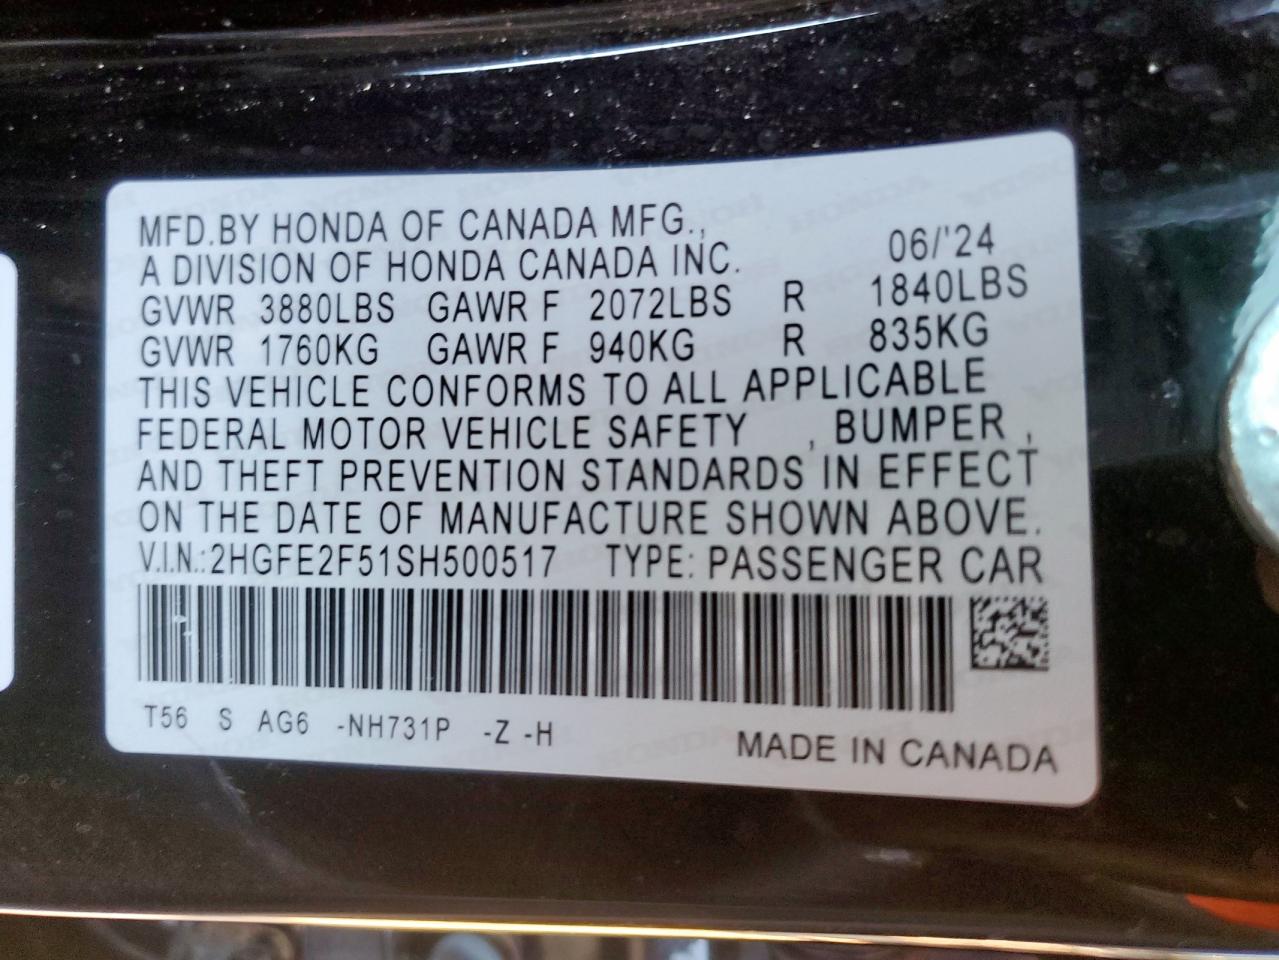 MFD.BY HONDA OF CANADA MFG.,
A DIVISION OF HONDA CANADA INC. 06/'24
GVWR 3880LBS GAWR F 2072LBS R 1840LBS
GVWR 1760KG GAWR F 940KG R 835KG
THIS VEHICLE CONFORMS TO ALL APPLICABLE
FEDERAL MOTOR VEHICLE SAFETY , BUMPER ,
AND THEFT PREVENTION STANDARDS IN EFFECT
ON THE DATE OF MANUFACTURE SHOWN ABOVE.
V.I.N.:2HGFE2F51SH500517 TYPE: PASSENGER CAR
T56 S AG6 -NH731P -Z -H
MADE IN CANADA